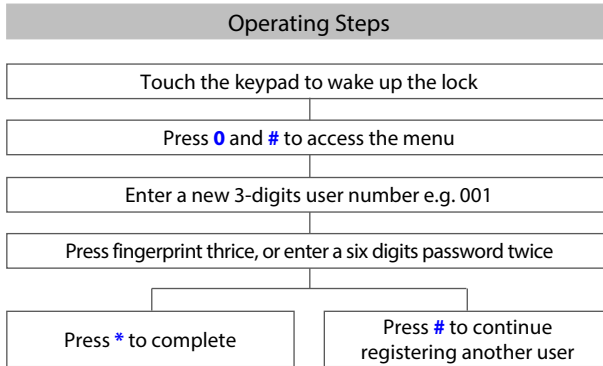 Operating Steps
Touch the keypad to wake up the lock
Press 0 and # to access the menu
Enter a new 3-digits user number e.g. 001
Press fingerprint thrice, or enter a six digits password twice
Press * to complete
Press # to continue
registering another user